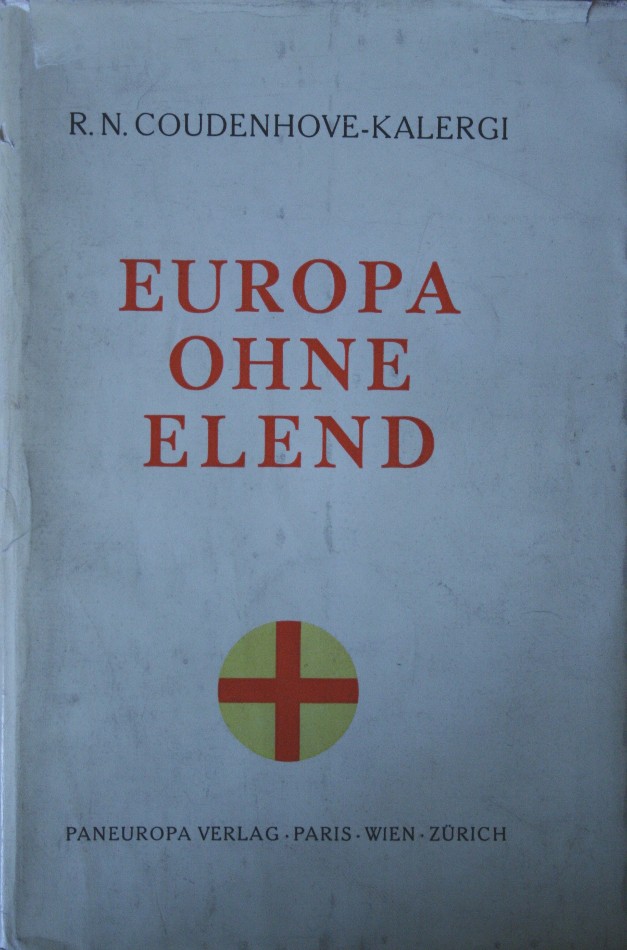 R. N. COUDENHOVE-KALERGI
EUROPA
OHNE
ELEND
PANEUROPA VERLAG · PARIS · WIEN · ZÜRICH